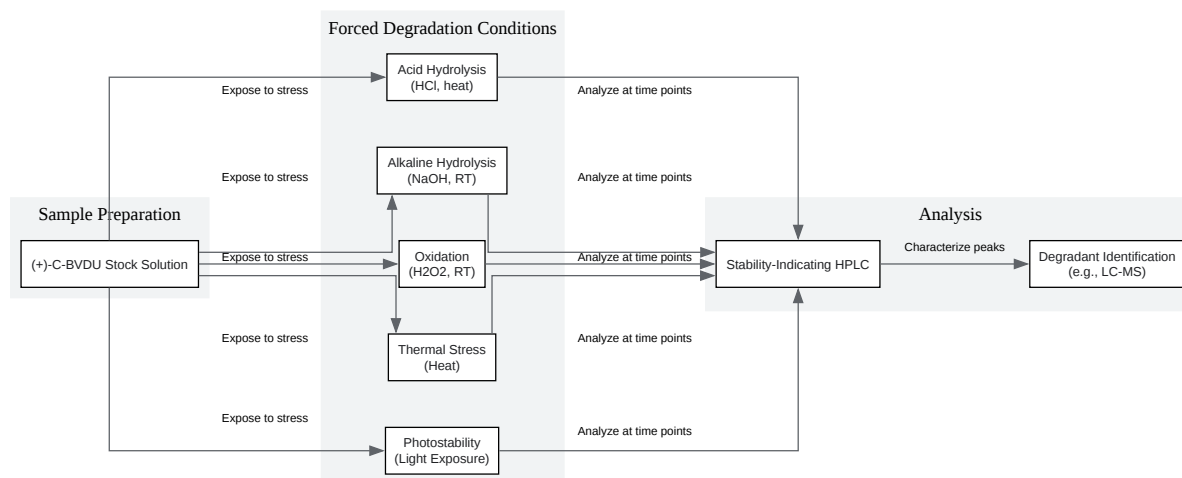 Forced Degradation Conditions
Acid Hydrolysis
(HCl, heat)
Expose to stress
Analyze at time points
Alkaline Hydrolysis
(NaOH, RT)
Expose to stress
Analyze at time points
Sample Preparation
Analysis
(+)-C-BVDU Stock Solution
Expose to stress
Oxidation
(H2O2, RT)
Analyze at time points
Stability-Indicating HPLC
Characterize peaks
Degradant Identification
(e.g., LC-MS)
Expose to stress
Thermal Stress
(Heat)
Analyze at time points
Expose to stress
Photostability
(Light Exposure)
Analyze at time points